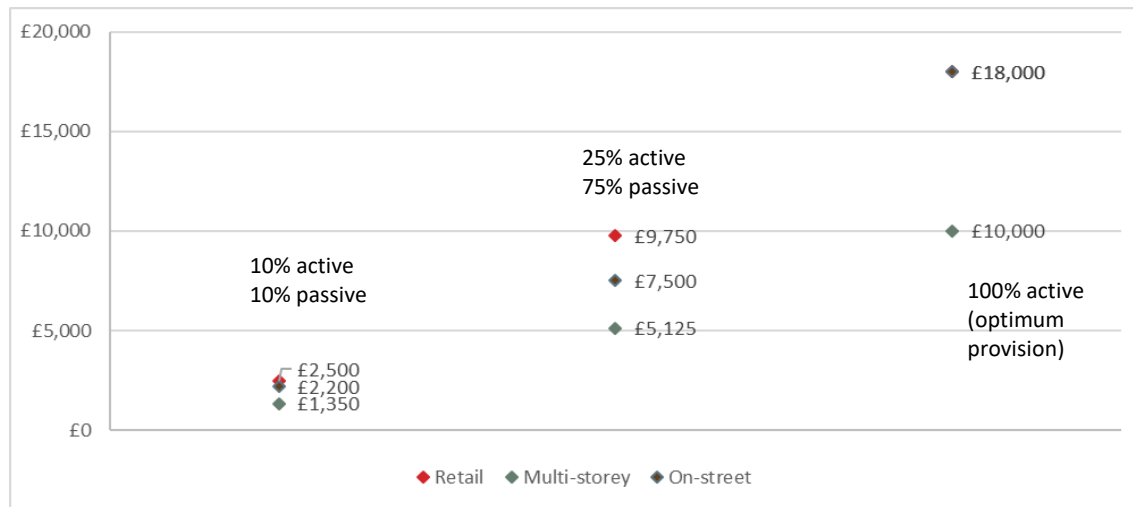 £20,000
£18,000
£15,000
25% active
75% passive
£10,000
£9,750
£10,000
10% active
10% passive
£7,500
100% active
(optimum
provision)
£5,000
£5,125
£2,500
£2,200
£1,350
£0
Retail Multi-storey On-street